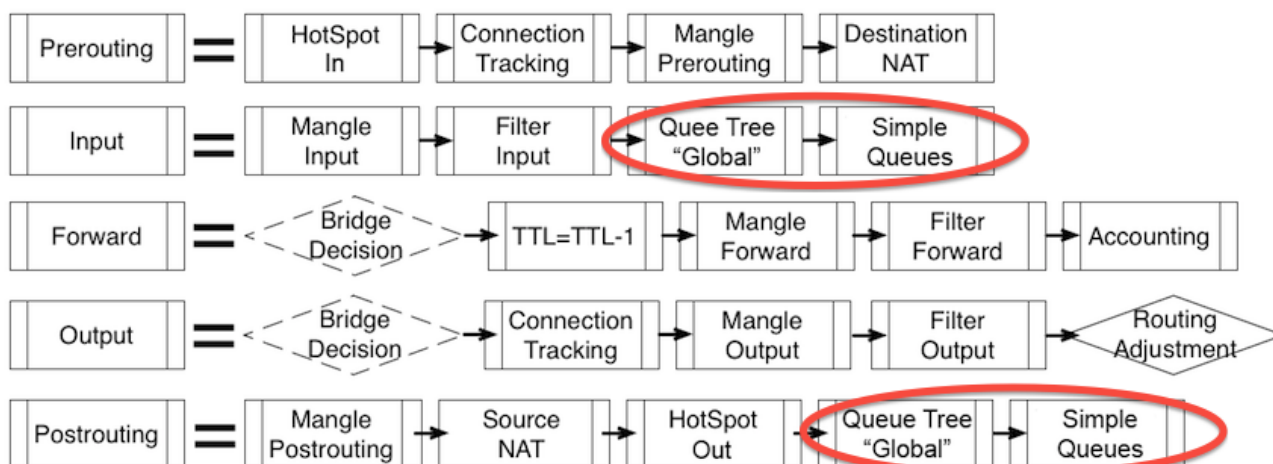 Prerouting
=
HotSpot
In
Connection
Tracking
Mangle
Prerouting
Destination
NAT
Input
=
Mangle
Input
Filter
Input
Quee Tree
“Global”
Simple
Queues
Forward
=
Bridge
Decision
TTL=TTL-1
Mangle
Forward
Filter
Forward
Accounting
Output
=
Bridge
Decision
Connection
Tracking
Mangle
Output
Filter
Output
Routing
Adjustment
Postrouting
=
Mangle
Postrouting
Source
NAT
HotSpot
Out
Queue Tree
“Global”
Simple
Queues